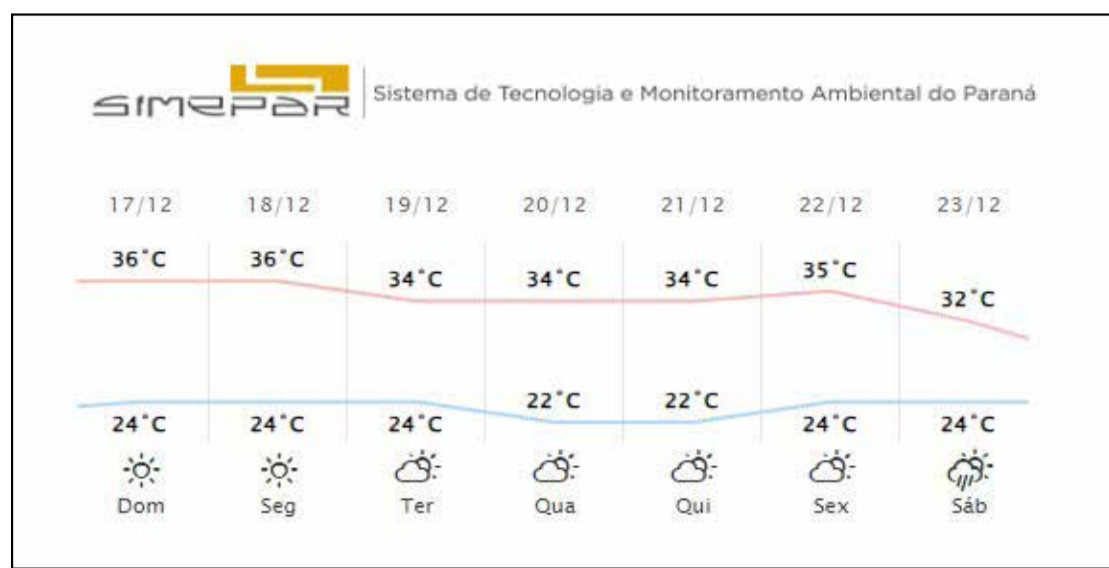 SIMEPAR
Sistema de Tecnologia e Monitoramento Ambiental do Paraná
17/12 18/12 19/12 20/12 21/12 22/12 23/12
36°C 36°C 34°C 34°C 34°C 35°C 32°C
24°C 24°C 24°C 22°C 22°C 24°C 24°C
Dom Seg Ter Qua Qui Sex Sáb